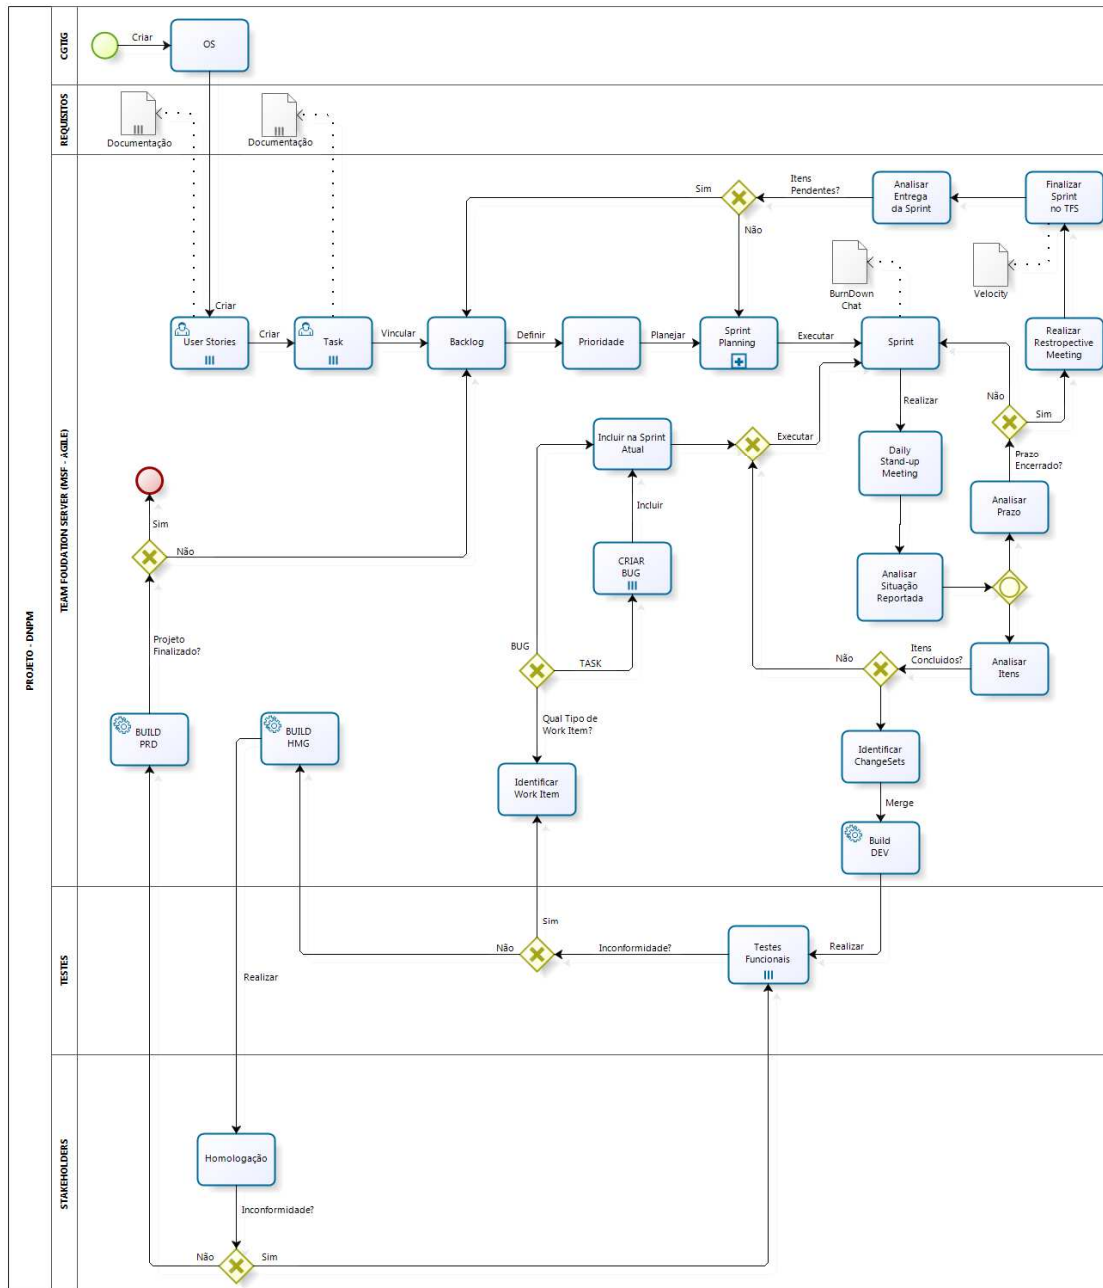 PROJETO - DNPM
CGTIG
Criar
OS
REQUISITOS
Documentação
Documentação
TEAM FOUDATION SERVER (MSF - AGILE)
Sim
Itens
Pendentes?
Não
Analisar
Entrega
da Sprint
Finalizar
Sprint
no TFS
BurnDown
Chat
Velocity
Criar
User Stories
Criar
Task
Vincular
Backlog
Definir
Prioridade
Planejar
Sprint
Planning
Executar
Sprint
Realizar
Restropective
Meeting
Realizar
Não
Sim
Incluir na Sprint
Atual
Executar
Daily
Stand-up
Meeting
Prazo
Encerrado?
Analisar
Prazo
Incluir
Sim
Não
CRIAR
BUG
Analisar
Situação
Reportada
BUG
TASK
Projeto
Finalizado?
Não
Itens
Concluidos?
Analisar
Itens
Qual Tipo de
Work Item?
BUILD
PRD
BUILD
HMG
Identificar
Work Item
Identificar
ChangeSets
Merge
Build
DEV
TESTES
Sim
Não
Inconformidade?
Testes
Funcionais
Realizar
Realizar
STAKEHOLDERS
Homologação
Inconformidade?
Não
Sim